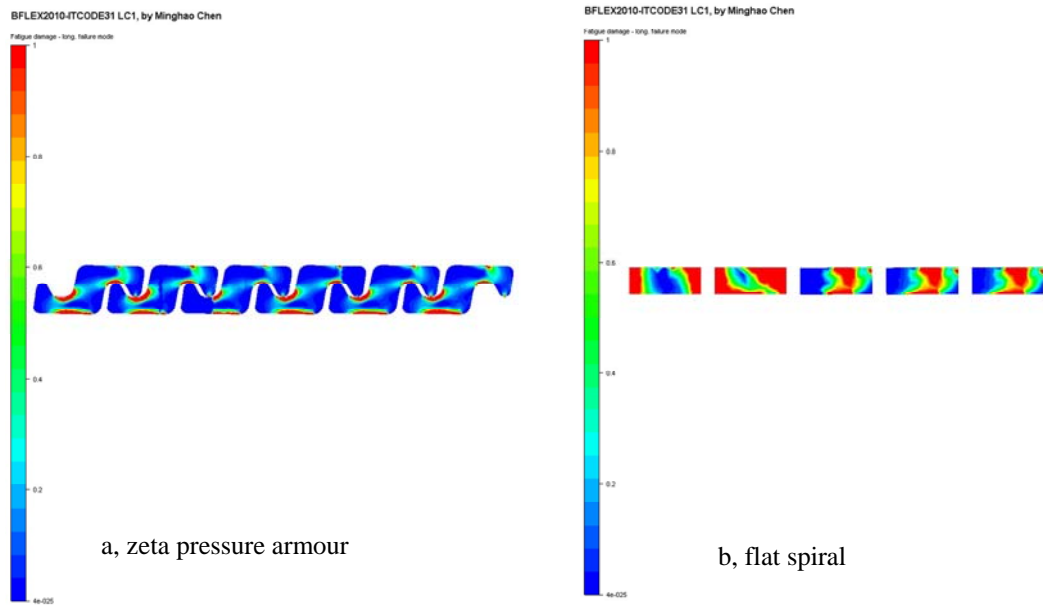 BFLEX2010-ITCODE31 LC1, by Minghao Chen
Fatigue damage - long. failure mode
1
0.8
0.6
0.4
0.2
4e-025
a, zeta pressure armour
BFLEX2010-ITCODE31 LC1, by Minghao Chen
Fatigue damage - long. failure mode
1
0.8
0.6
0.4
0.2
4e-025
b, flat spiral